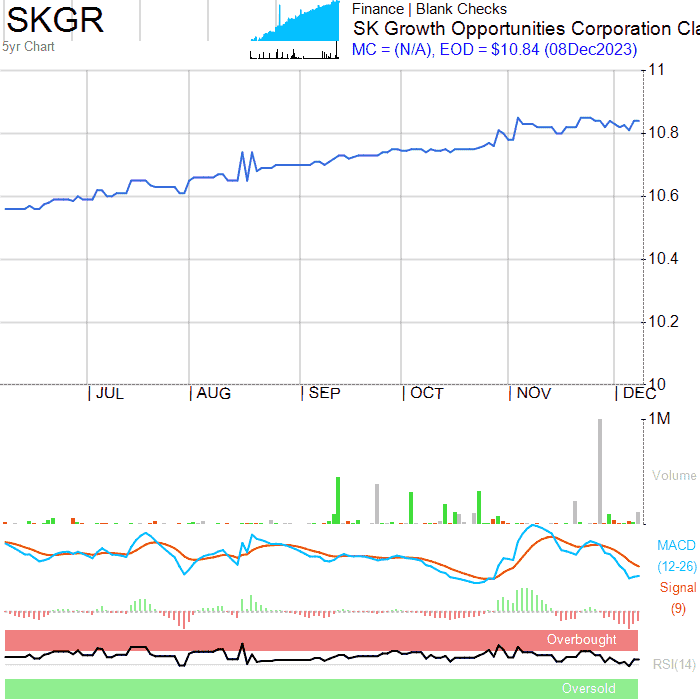 SKGR
5yr Chart
Finance | Blank Checks
SK Growth Opportunities Corporation Cla
MC = (N/A), EOD = $10.84 (08Dec2023)
11
10.8
10.6
10.4
10.2
10
JUL AUG SEP OCT NOV DEC
1M
Volume
MACD
(12-26)
Signal
(9)
Overbought
RSI(14)
Oversold